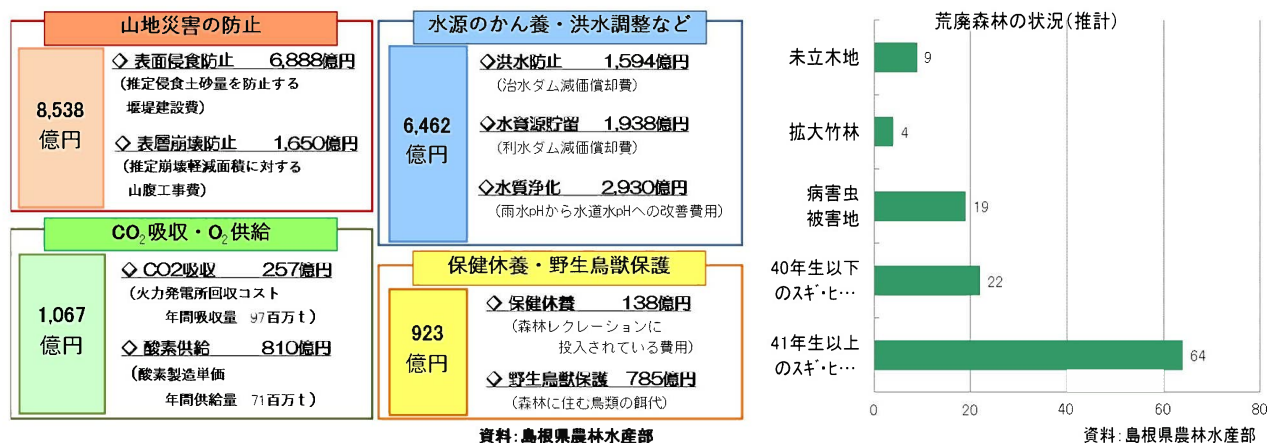 山地災害の防止
8,538
億円
◇ 表面侵食防止 6,888億円
(推定侵食土砂量を防止する
堰堤建設費)
◇ 表層崩壊防止 1,650億円
(推定崩壊軽減面積に対する
山腹工事費)
水源のかん養・洪水調整など
6,462
億円
◇洪水防止 1,594億円
(治水ダム減価償却費)
◇水資源貯留 1,938億円
(利水ダム減価償却費)
◇水質浄化 2,930億円
(雨水pHから水道水pHへの改善費用)
CO₂吸収・O₂供給
1,067
億円
◇ CO2吸収 257億円
(火力発電所回収コスト
年間吸収量 97百万t)
◇ 酸素供給 810億円
(酸素製造単価
年間供給量 71百万t)
保健休養・野生鳥獣保護
923
億円
◇ 保健休養 138億円
(森林レクレーションに
投入されている費用)
◇ 野生鳥獣保護 785億円
(森林に住む鳥類の餌代)
資料:島根県農林水産部
荒廃森林の状況(推計)
未立木地
9
拡大竹林
4
病害虫
被害地
19
40年生以下
のスギ・ヒ…
22
41年生以上
のスギ・ヒ…
64
0 20 40 60 80
資料:島根県農林水産部